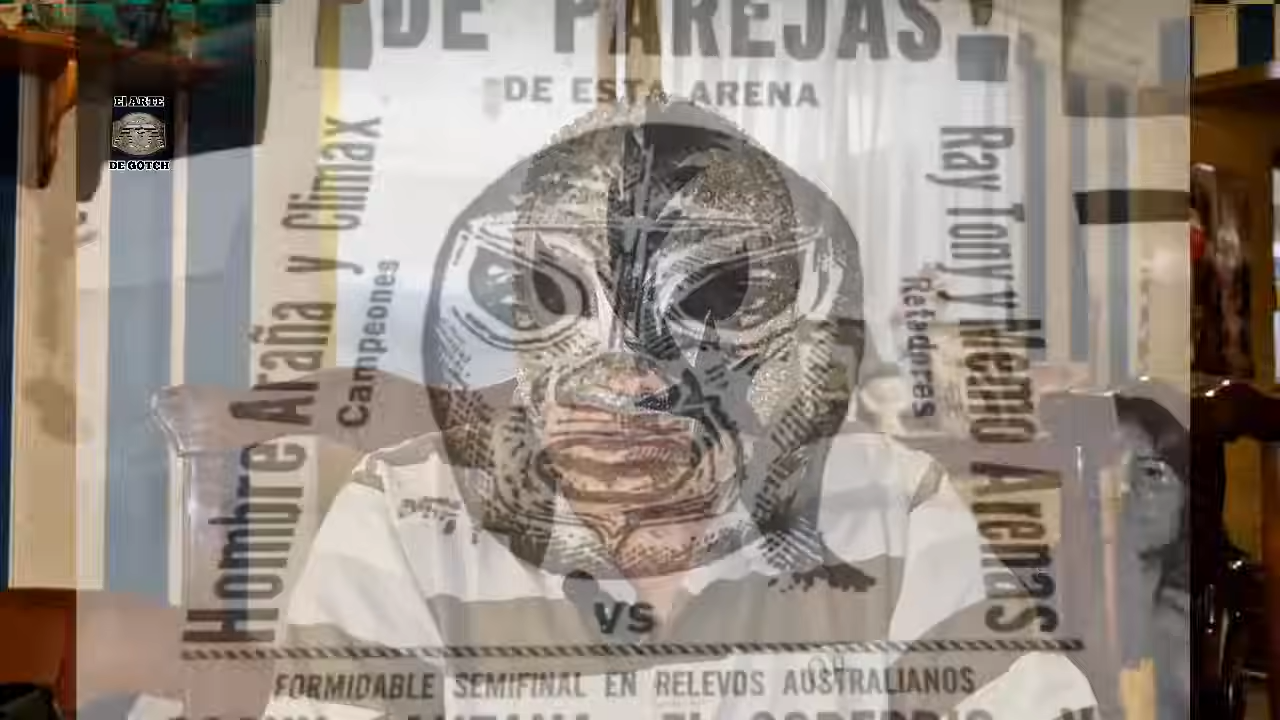 DE PAREJAS
DE ESTA ARENA
El ARTE
DE GOTCH
Hombre Araña y Climax
Campeones
Ray Tony y Nemo Arenas
Retadores
VS
FORMIDABLE SEMIFINAL EN RELEVOS AUSTRALIANOS